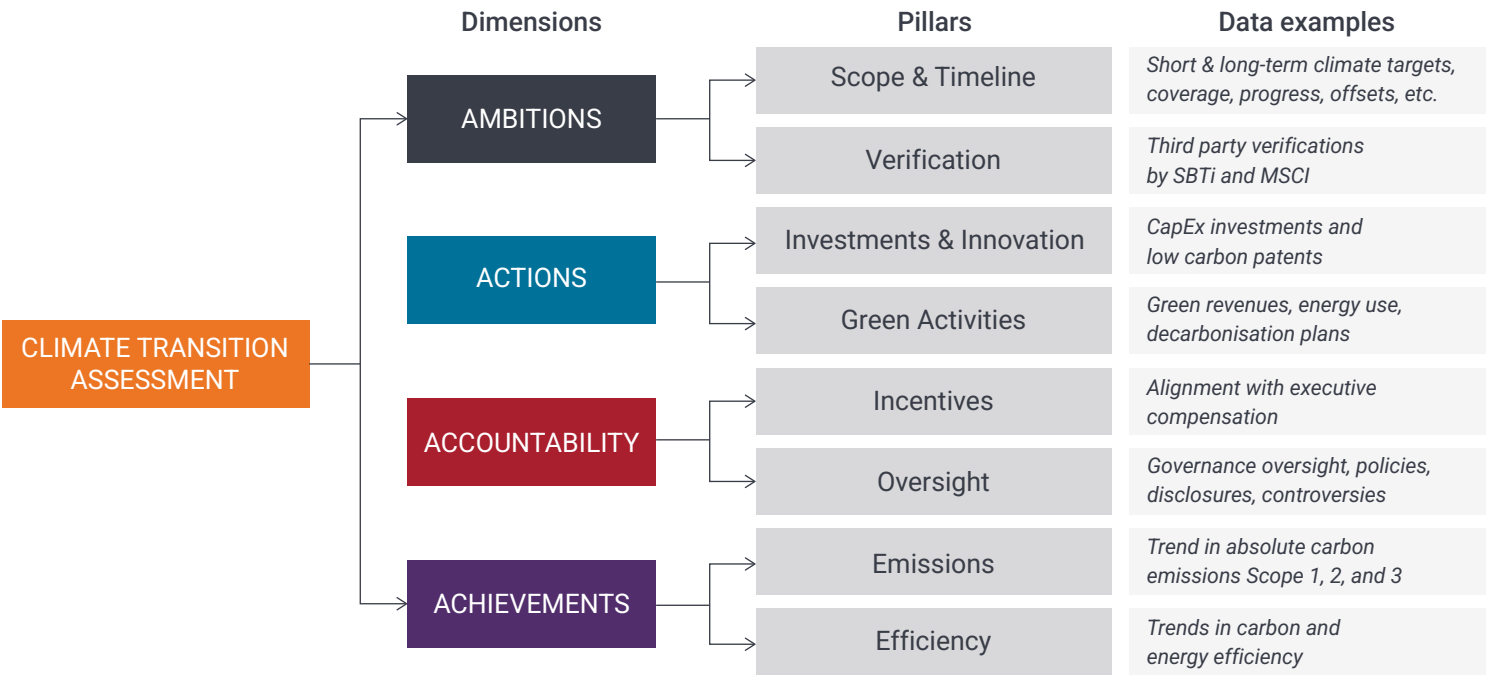 Dimensions
Pillars
Data examples
CLIMATE TRANSITION
ASSESSMENT
AMBITIONS
Scope & Timeline
Short & long-term climate targets,
coverage, progress, offsets, etc.
Verification
Third party verifications
by SBTi and MSCI
ACTIONS
Investments & Innovation
CapEx investments and
low carbon patents
Green Activities
Green revenues, energy use,
decarbonisation plans
ACCOUNTABILITY
Incentives
Alignment with executive
compensation
Oversight
Governance oversight, policies,
disclosures, controversies
ACHIEVEMENTS
Emissions
Trend in absolute carbon
emissions Scope 1, 2, and 3
Efficiency
Trends in carbon and
energy efficiency